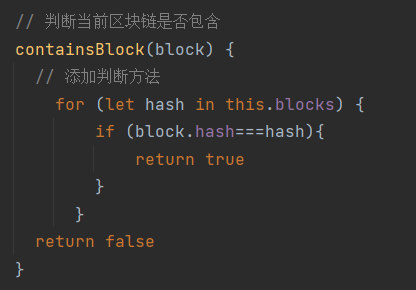 // 判断当前区块链是否包含
containsBlock(block) {
  // 添加判断方法
    for (let hash in this.blocks) {
        if (block.hash===hash){
            return true
        }
      }
  return false
}